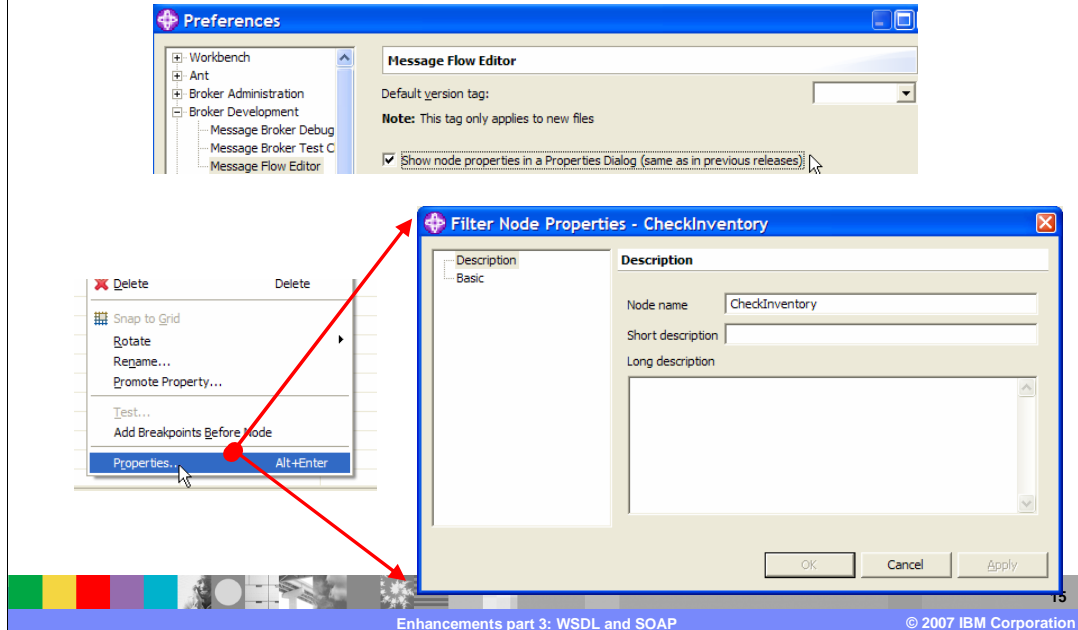 Preferences
Workbench
Ant
Broker Administration
Broker Development
Message Broker Debug
Message Broker Test C
Message Flow Editor
Message Flow Editor
Default version tag:
Note: This tag only applies to new files
Show node properties in a Properties Dialog (same as in previous releases)
Delete Delete
Snap to Grid
Rotate
Rename...
Promote Property...
Test...
Add Breakpoints Before Node
Properties... Alt+Enter
Filter Node Properties - CheckInventory
Description
Basic
Description
Node name CheckInventory
Short description
Long description
OK Cancel Apply
15
Enhancements part 3: WSDL and SOAP © 2007 IBM Corporation